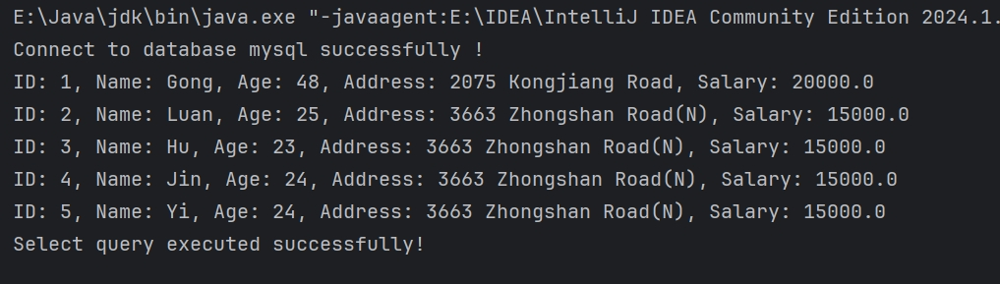 E:\Java\jdk\bin\java.exe "-javaagent:E:\IDEA\IntelliJ IDEA Community Edition 2024.1.
Connect to database mysql successfully !
ID: 1, Name: Gong, Age: 48, Address: 2075 Kongjiang Road, Salary: 20000.0
ID: 2, Name: Luan, Age: 25, Address: 3663 Zhongshan Road(N), Salary: 15000.0
ID: 3, Name: Hu, Age: 23, Address: 3663 Zhongshan Road(N), Salary: 15000.0
ID: 4, Name: Jin, Age: 24, Address: 3663 Zhongshan Road(N), Salary: 15000.0
ID: 5, Name: Yi, Age: 24, Address: 3663 Zhongshan Road(N), Salary: 15000.0
Select query executed successfully!